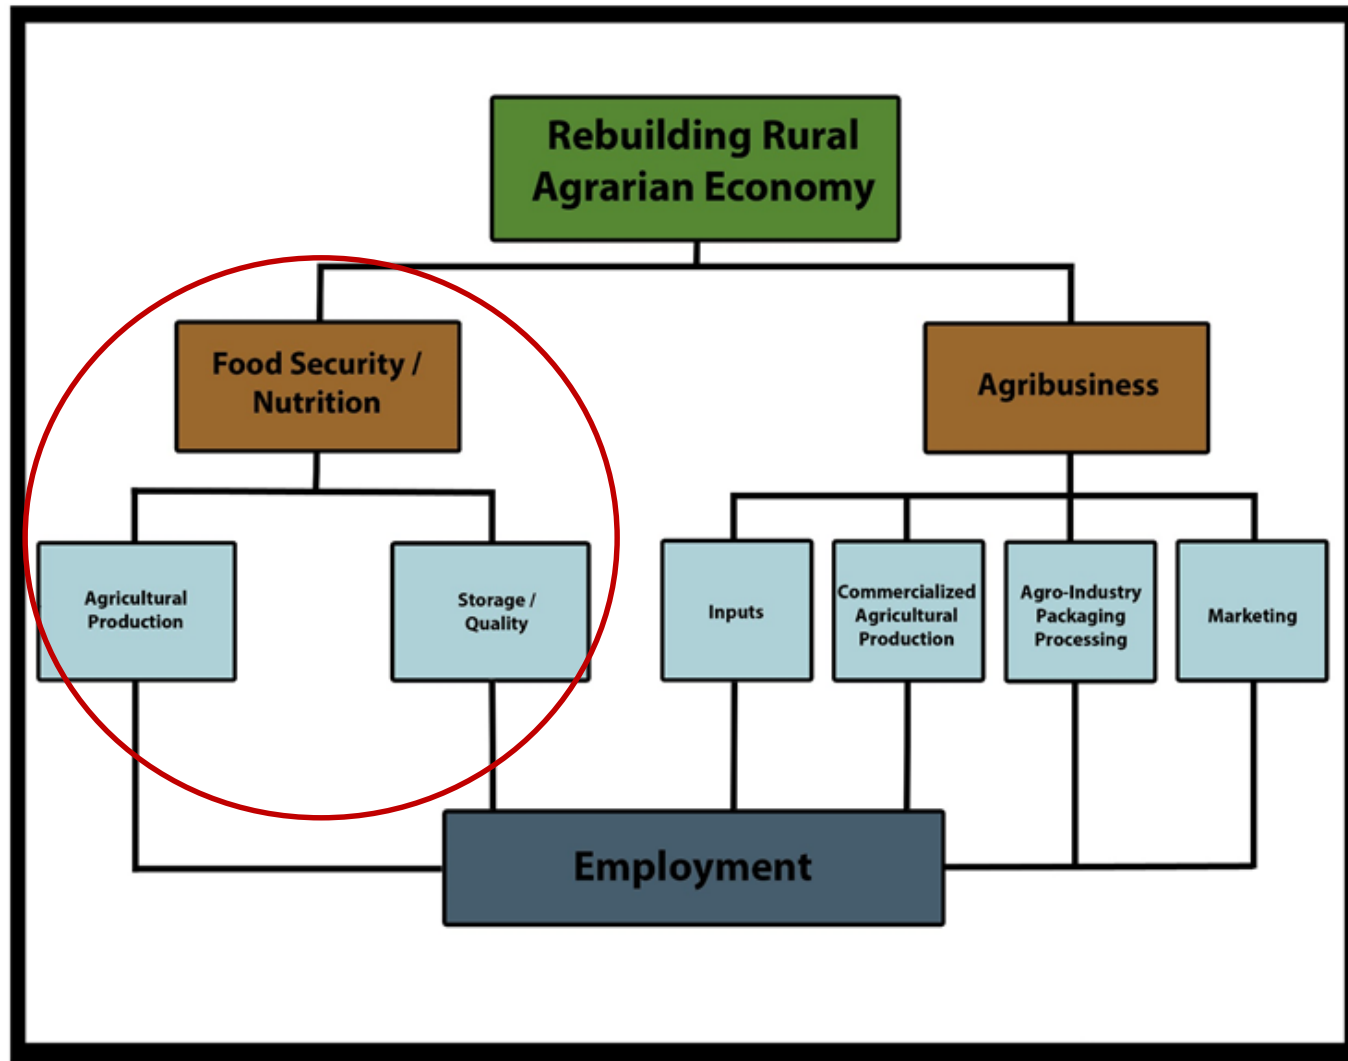 Rebuilding Rural
Agrarian Economy
Food Security /
Nutrition
Agribusiness
Agricultural
Production
Storage /
Quality
Inputs
Commercialized
Agricultural
Production
Agro-Industry
Packaging
Processing
Marketing
Employment